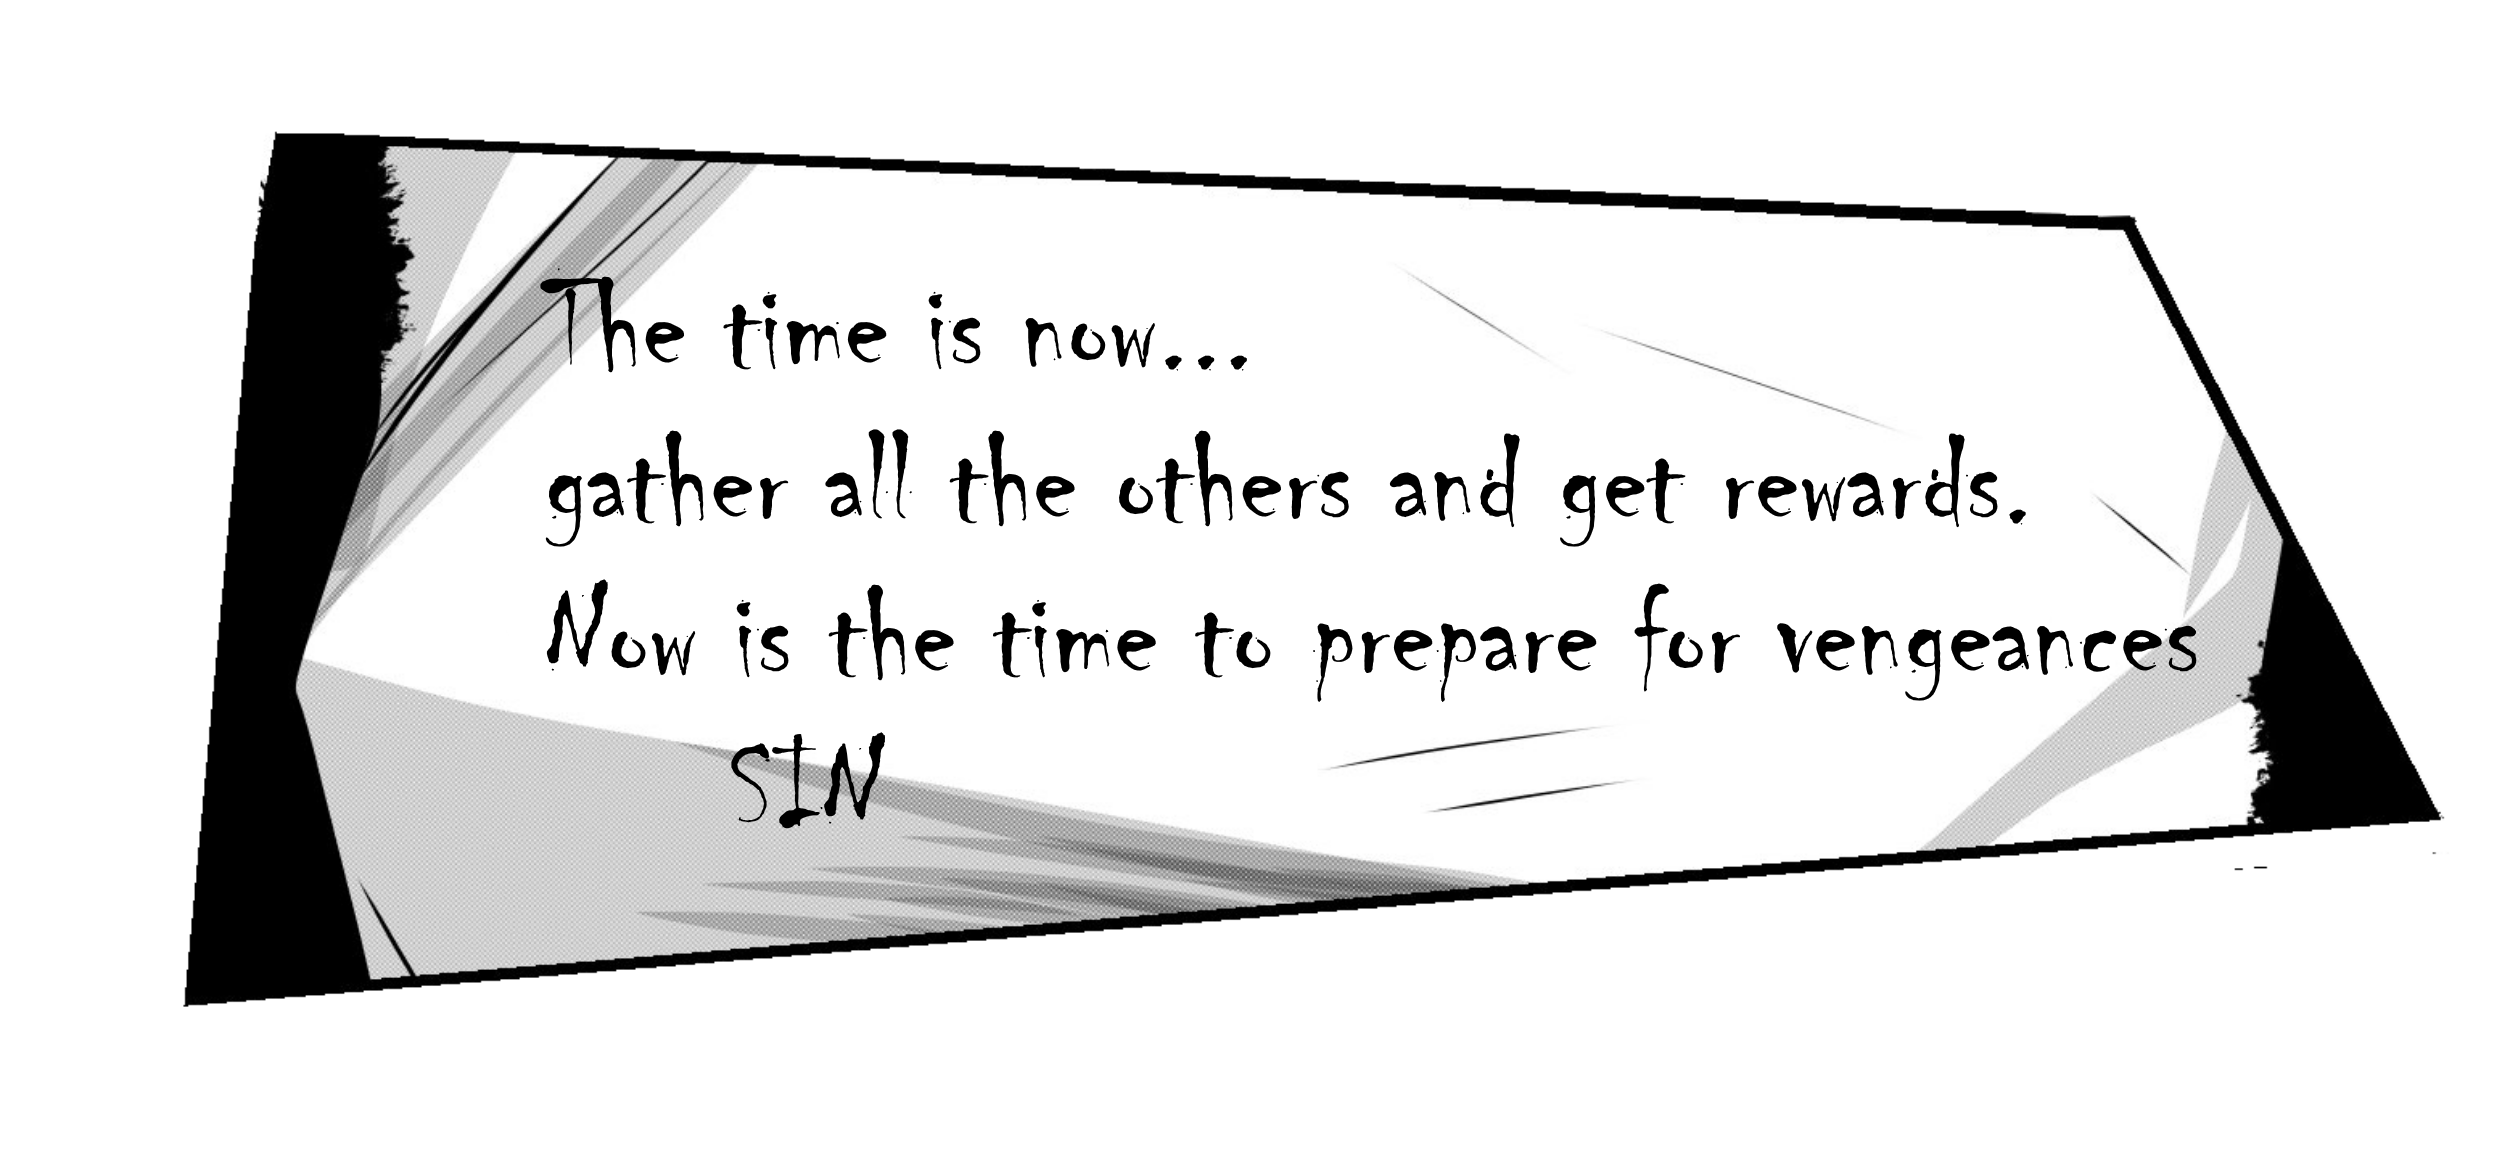 The time is now...
gather all the others and get rewards.
Now is the time to prepare for vengeances
SIN